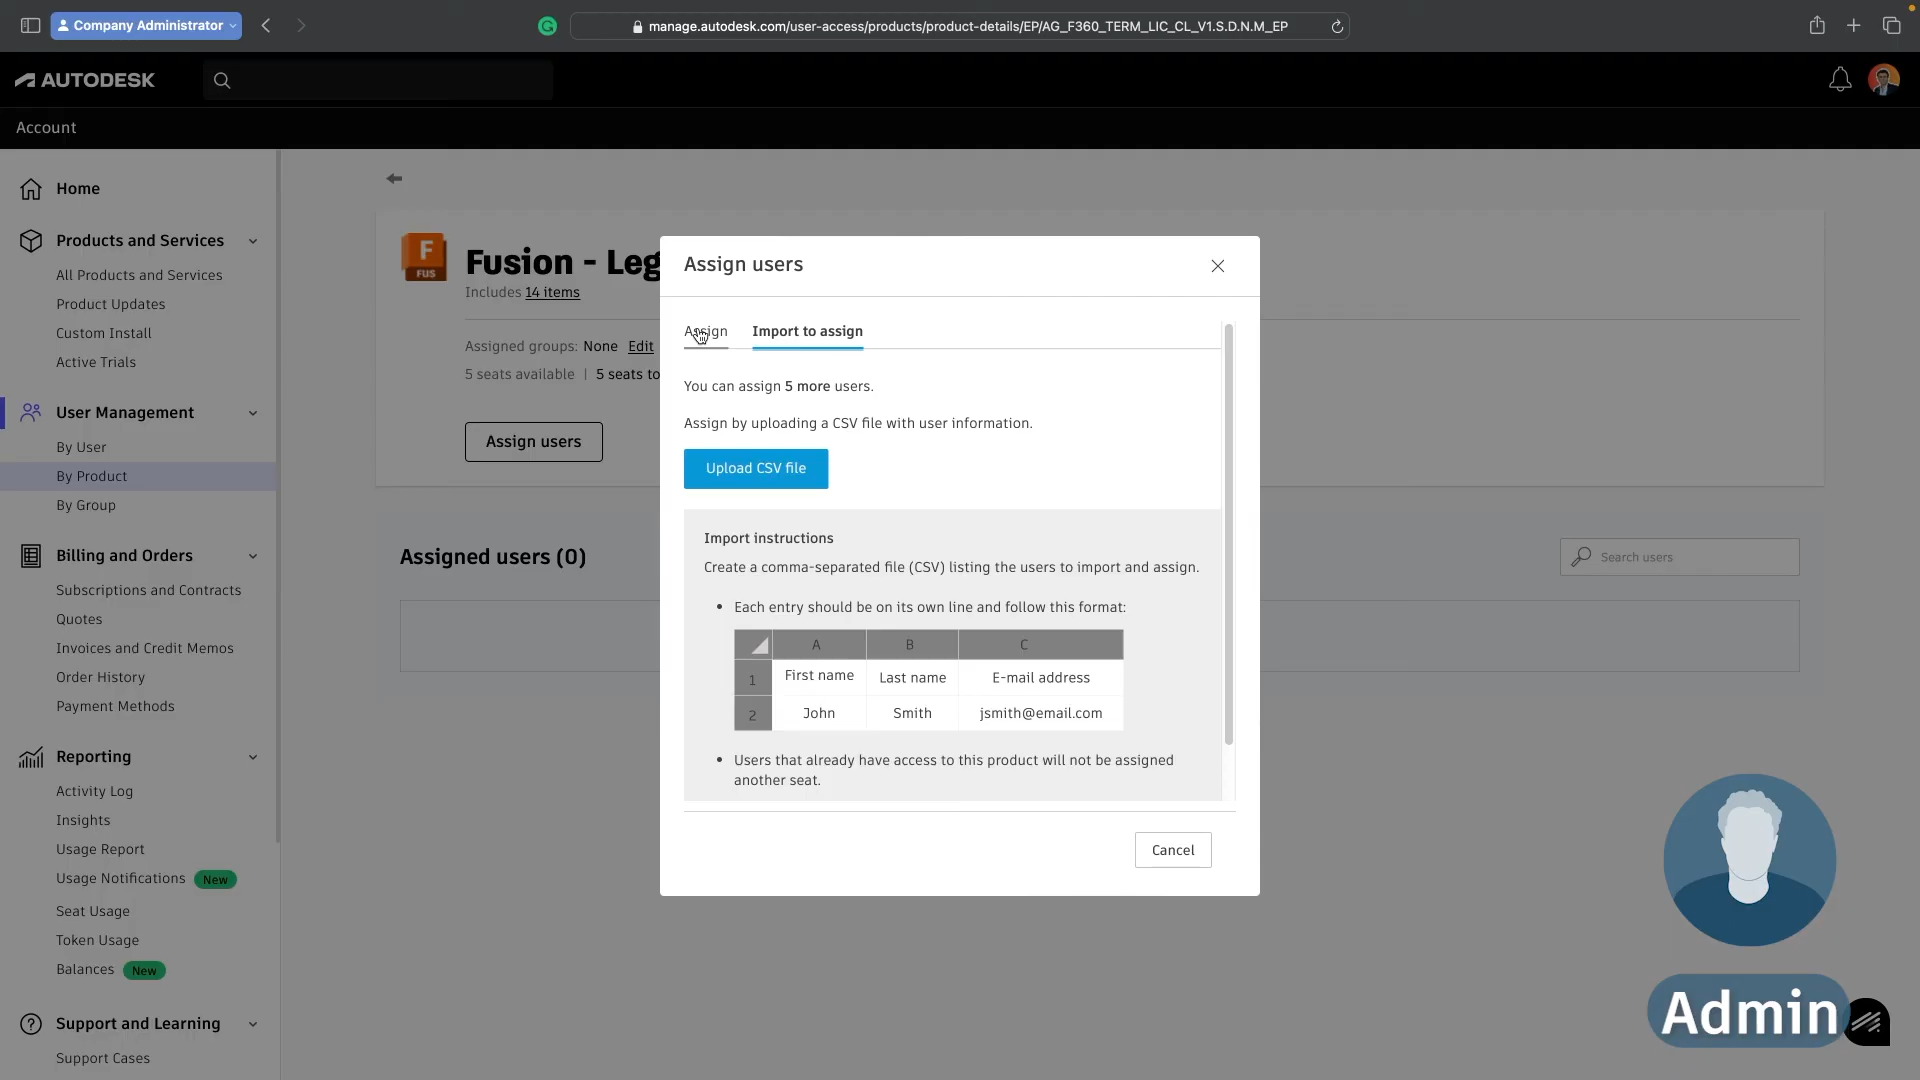 Company Administrator
manage.autodesk.com/user-access/products/product-details/EP/AG_F360_TERM_LIC_CL_V1.S.D.N.M_EP
AUTODESK
Account
Home
Products and Services
All Products and Services
Product Updates
Custom Install
Active Trials
User Management
By User
By Product
By Group
Billing and Orders
Subscriptions and Contracts
Quotes
Invoices and Credit Memos
Order History
Payment Methods
Reporting
Activity Log
Insights
Usage Report
Usage Notifications New
Seat Usage
Token Usage
Balances New
Support and Learning
Support Cases
F
FUS
Fusion - Leg
Includes 14 items
Assigned groups: None Edit
5 seats available | 5 seats to
Assign users
Assigned users (0)
Search users
Assign users
Assign
Import to assign
You can assign 5 more users.
Assign by uploading a CSV file with user information.
Upload CSV file
Import instructions
Create a comma-separated file (CSV) listing the users to import and assign.
• Each entry should be on its own line and follow this format:
A B C
1 First name Last name E-mail address
2 John Smith jsmith@email.com
• Users that already have access to this product will not be assigned
another seat.
Cancel
Admin